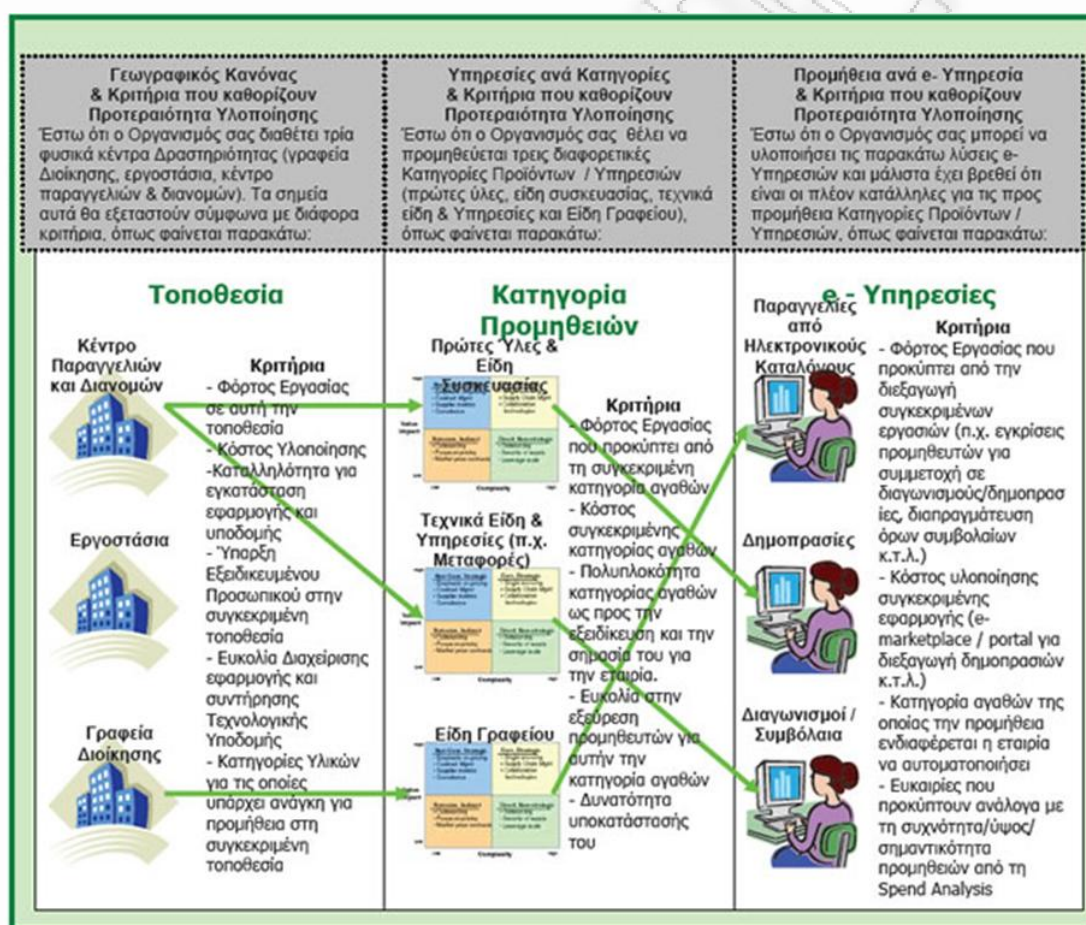 Γεωγραφικός Κανόνας
& Κριτήρια που καθορίζουν
Προτεραιότητα Υλοποίησης
Έστω ότι ο Οργανισμός σας διαθέτει τρία
φυσικά κέντρα Δραστηριότητας (γραφεία
Διοίκησης, εργοστάσια, κέντρο
παραγγελιών & διανομών). Τα σημεία
αυτά θα εξεταστούν σύμφωνα με διάφορα
κριτήρια, όπως φαίνεται παρακάτω:
Υπηρεσίες ανά Κατηγορίες
& Κριτήρια που καθορίζουν
Προτεραιότητα Υλοποίησης
Έστω ότι ο Οργανισμός σας θέλει να
προμηθεύεται τρεις διαφορετικές
Κατηγορίες Προϊόντων / Υπηρεσιών
(πρώτες ύλες, είδη συσκευασίας, τεχνικά
είδη & Υπηρεσίες και Είδη Γραφείου),
όπως φαίνεται παρακάτω:
Προμήθεια ανά e- Υπηρεσία
& Κριτήρια που καθορίζουν
Προτεραιότητα Υλοποίησης
Έστω ότι ο Οργανισμός σας μπορεί να
υλοποιήσει τις παρακάτω λύσεις e-
Υπηρεσιών και μάλιστα έχει βρεθεί ότι
είναι οι πλέον κατάλληλες για τις προς
προμήθεια Κατηγορίες Προϊόντων /
Υπηρεσιών, όπως φαίνεται παρακάτω:
Τοποθεσία
Κέντρο
Παραγγελιών
και Διανομών
Εργοστάσια
Γραφεία
Διοίκησης
Κριτήρια
- Φόρτος Εργασίας
σε αυτή την
τοποθεσία
- Κόστος Υλοποίησης
-Καταλληλότητα για
εγκατάσταση
εφαρμογής και
υποδομής
- Ύπαρξη
Εξειδικευμένου
Προσωπικού στην
συγκεκριμένη
τοποθεσία
- Ευκολία Διαχείρισης
εφαρμογής και
συντήρησης
Τεχνολογικής
Υποδομής
- Κατηγορίες Υλικών
για τις οποίες
υπάρχει ανάγκη για
προμήθεια στη
συγκεκριμένη
τοποθεσία
Κατηγορία
Προμηθειών
Πρώτες Ύλες &
Είδη
Συσκευασίας
Τεχνικά Είδη &
Υπηρεσίες (π.χ.
Μεταφορές)
Είδη Γραφείου
Κριτήρια
- Φόρτος Εργασίας
που προκύπτει από
τη συγκεκριμένη
κατηγορία αγαθών
- Κόστος
συγκεκριμένης
κατηγορίας αγαθών
- Πολυπλοκότητα
κατηγορίας αγαθών
ως προς την
εξειδίκευση και την
σημασία του για
την εταιρία.
- Ευκολία στην
εξεύρεση
προμηθευτών για
αυτήν την
κατηγορία αγαθών
- Δυνατότητα
υποκατάστασής
του
e - Υπηρεσίες
Παραγγελίες
από
Ηλεκτρονικούς
Καταλόγους
Δημοπρασίες
Διαγωνισμοί /
Συμβόλαια
Κριτήρια
- Φόρτος Εργασίας που
προκύπτει από την
διεξαγωγή
συγκεκριμένων
εργασιών (π.χ. εγκρίσεις
προμηθευτών για
συμμετοχή σε
διαγωνισμούς/δημοπρασ
ίες, διαπραγμάτευση
όρων συμβολαίων
κ.τ.λ.)
- Κόστος υλοποίησης
συγκεκριμένης
εφαρμογής (e-
marketplace / portal για
διεξαγωγή δημοπρασιών
κ.τ.λ.)
- Κατηγορία αγαθών της
οποίας την προμήθεια
ενδιαφέρεται η εταιρία
να αυτοματοποιήσει
- Ευκαιρίες που
προκύπτουν ανάλογα με
τη συχνότητα/ύψος/
σημαντικότητα
προμηθειών από τη
Spend Analysis